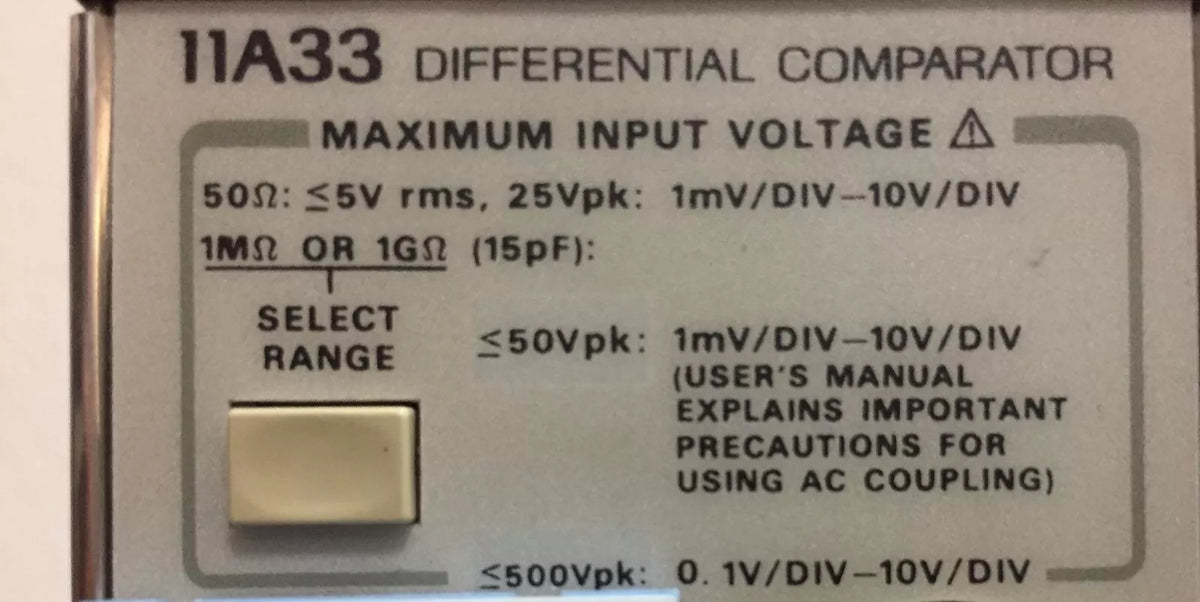 11A33 DIFFERENTIAL COMPARATOR
MAXIMUM INPUT VOLTAGE ⚠
50Ω: ≤5V rms, 25Vpk: 1mV/DIV–10V/DIV
1MΩ OR 1GΩ (15pF):
SELECT
RANGE
≤50Vpk: 1mV/DIV–10V/DIV
(USER'S MANUAL
EXPLAINS IMPORTANT
PRECAUTIONS FOR
USING AC COUPLING)
≤500Vpk: 0.1V/DIV–10V/DIV